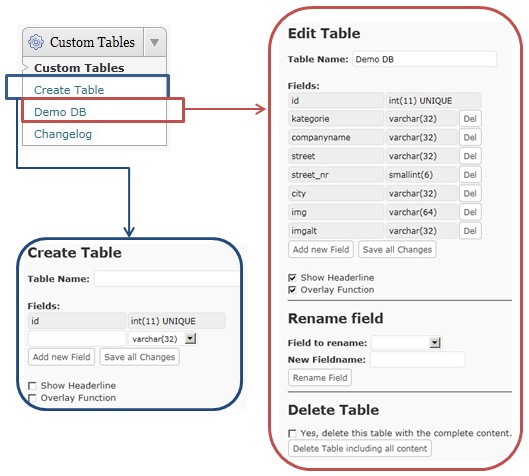 Custom Tables
Custom Tables
Create Table
Demo DB
Changelog
Create Table
Table Name:
Fields:
id int(11) UNIQUE
varchar(32)
Add new Field Save all Changes
Show Headerline
Overlay Function
Edit Table
Table Name: Demo DB
Fields:
id int(11) UNIQUE
kategorie varchar(32) Del
companyname varchar(32) Del
street varchar(32) Del
street_nr smallint(6) Del
city varchar(32) Del
img varchar(64) Del
imgalt varchar(32) Del
Add new Field Save all Changes
Show Headerline
Overlay Function
Rename field
Field to rename:
New Fieldname:
Rename Field
Delete Table
Yes, delete this table with the complete content.
Delete Table including all content